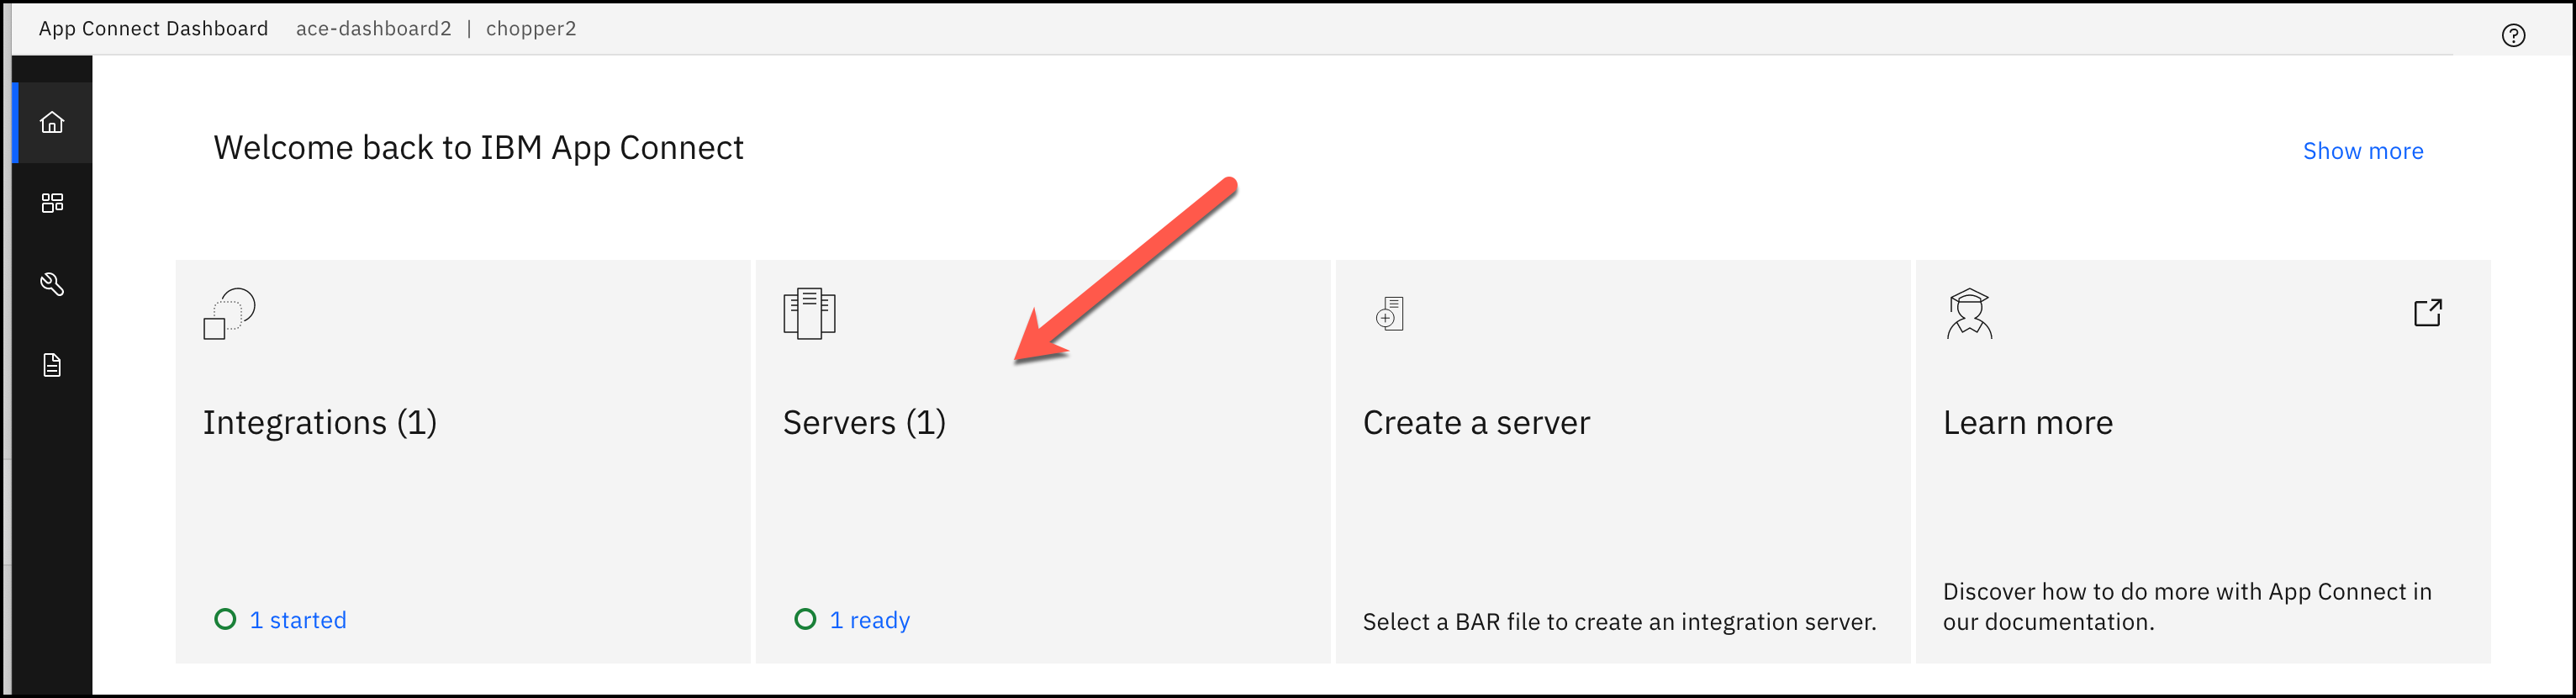 App Connect Dashboard ace-dashboard2 | chopper2
Welcome back to IBM App Connect
Show more
Integrations (1)
1 started
Servers (1)
1 ready
Create a server
Select a BAR file to create an integration server.
Learn more
Discover how to do more with App Connect in
our documentation.